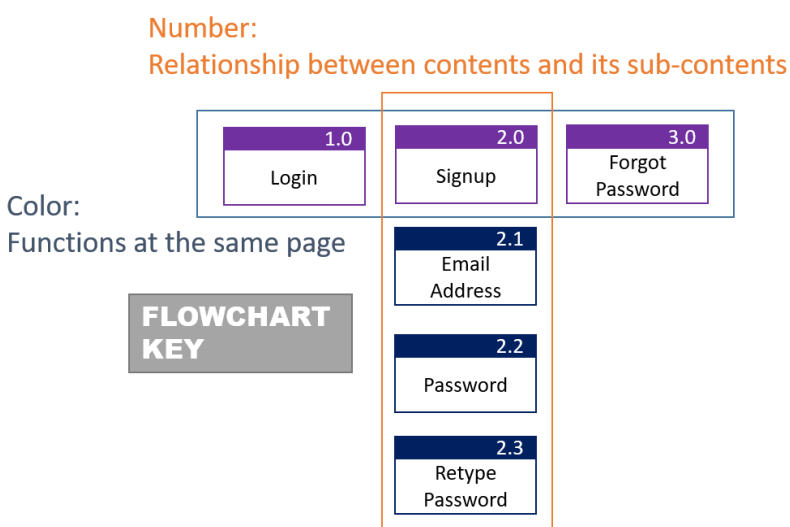 Number:
Relationship between contents and its sub-contents
1.0
Login
2.0
Signup
3.0
Forgot
Password
Color:
Functions at the same page
2.1
Email
Address
FLOWCHART
KEY
2.2
Password
2.3
Retype
Password